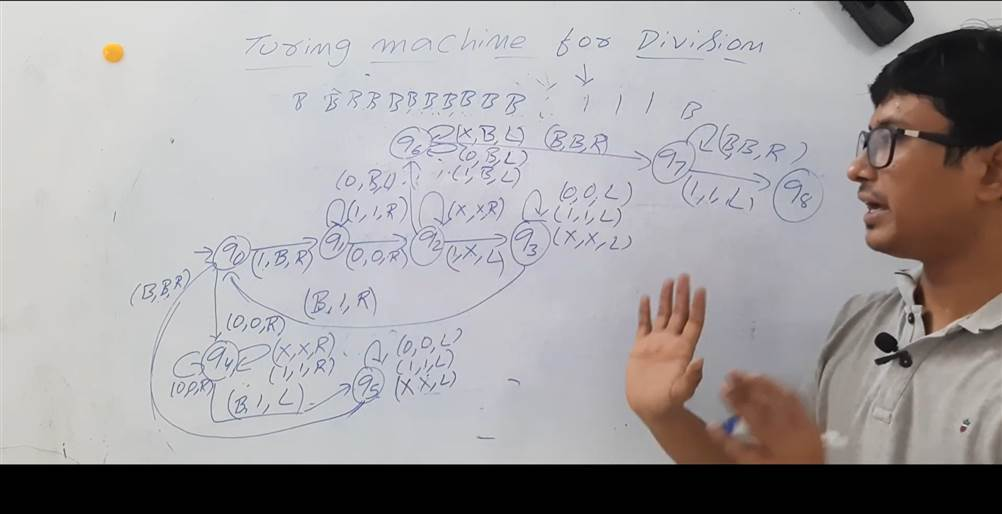 Turing machine for Division
B B B B B B B B B B B 1 1 1 B
q6 (X,B,L) (B,B,R) q7 (B,B,R)
(0,B,L)
(1,B,L) (1,1,L) q8
(0,B,L) (1,1,R) (X,X,R) (0,0,L)
(1,1,L)
(X,X,L)
q0 (1,B,R) q1 (0,0,R) q2 (1,X,L) q3
(B,B,R) (B,1,R)
(0,0,R)
q4 (X,X,R) (0,0,L)
(1,1,R) (1,1,L)
(0,0,R) (B,1,L) q5 (X,X,L)